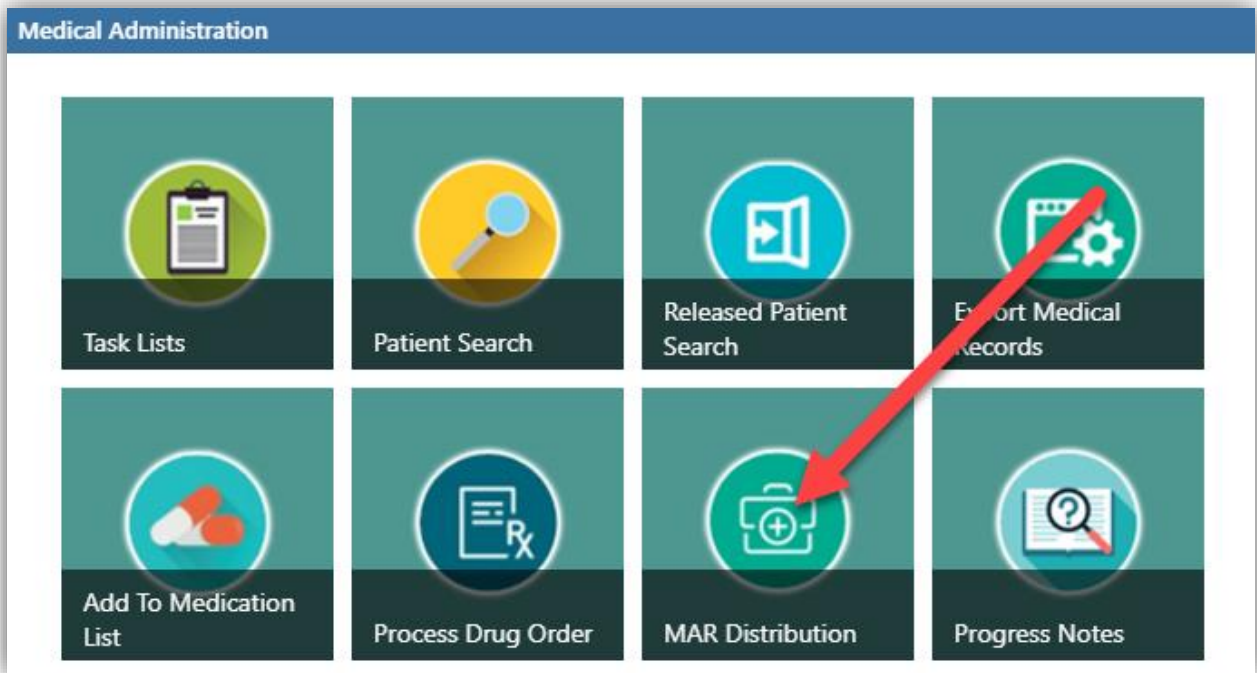 Medical Administration
Task Lists
Patient Search
Released Patient
Search
Export Medical
Records
Add To Medication
List
Rx
Process Drug Order
MAR Distribution
?
Progress Notes